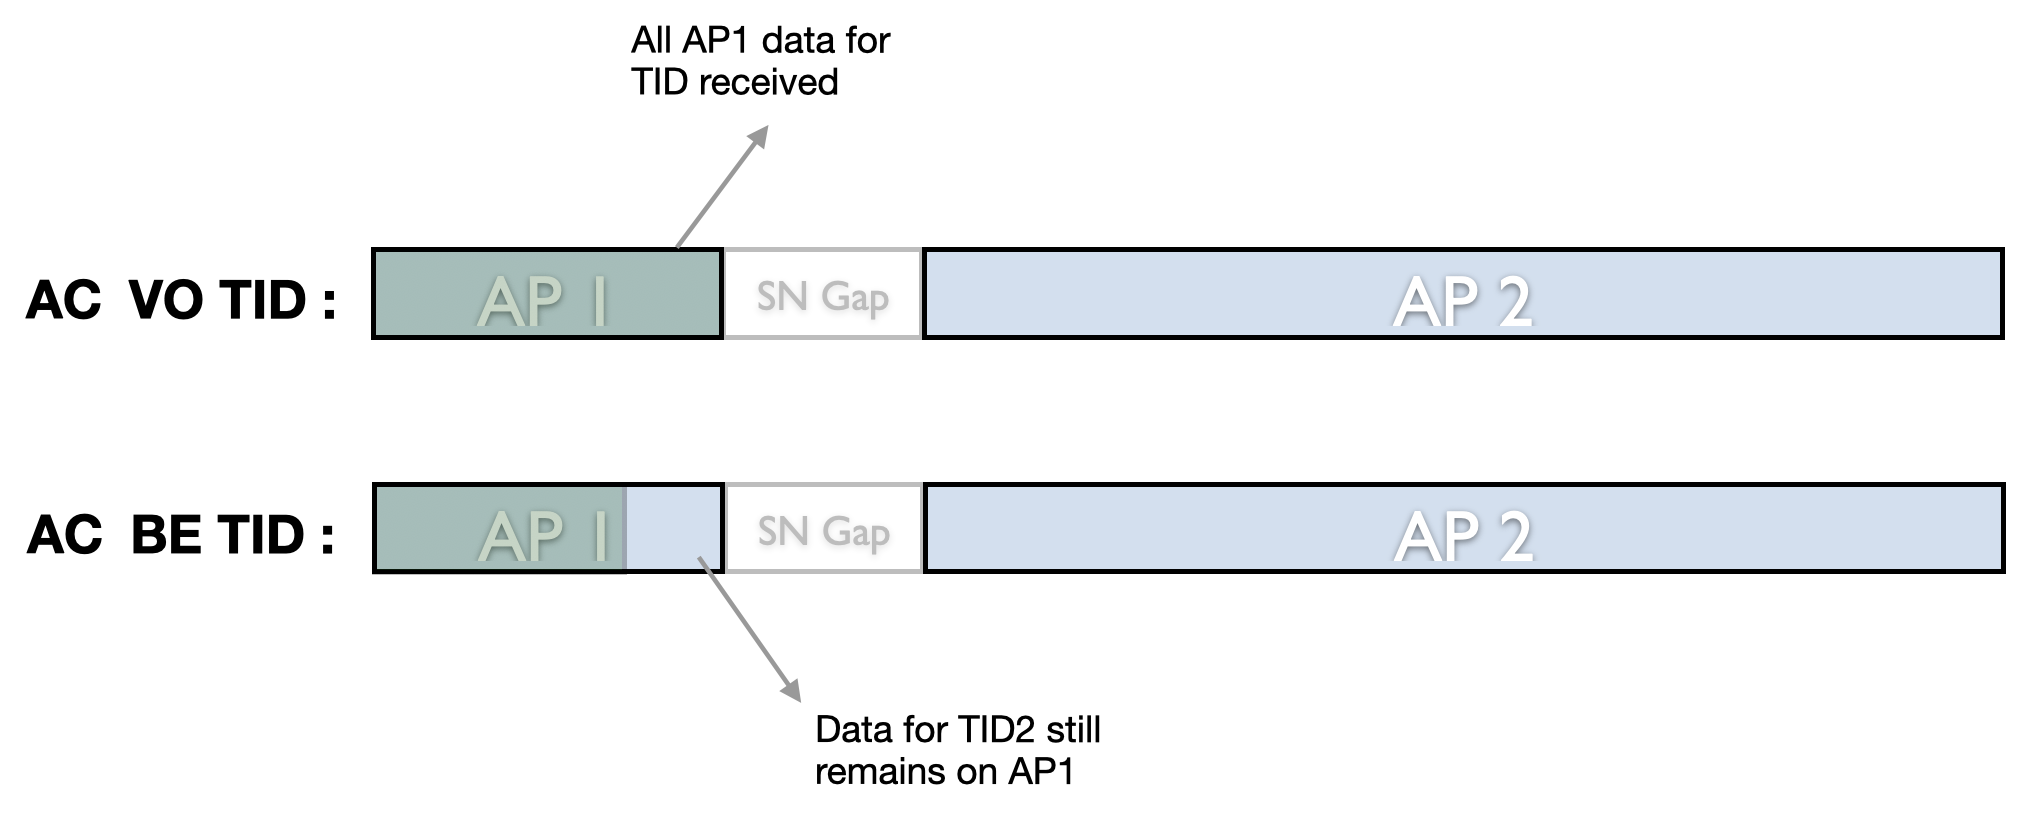 All AP1 data for
TID received
AC VO TID :
AP 1
SN Gap
AP 2
AC BE TID :
AP 1
SN Gap
AP 2
Data for TID2 still
remains on AP1